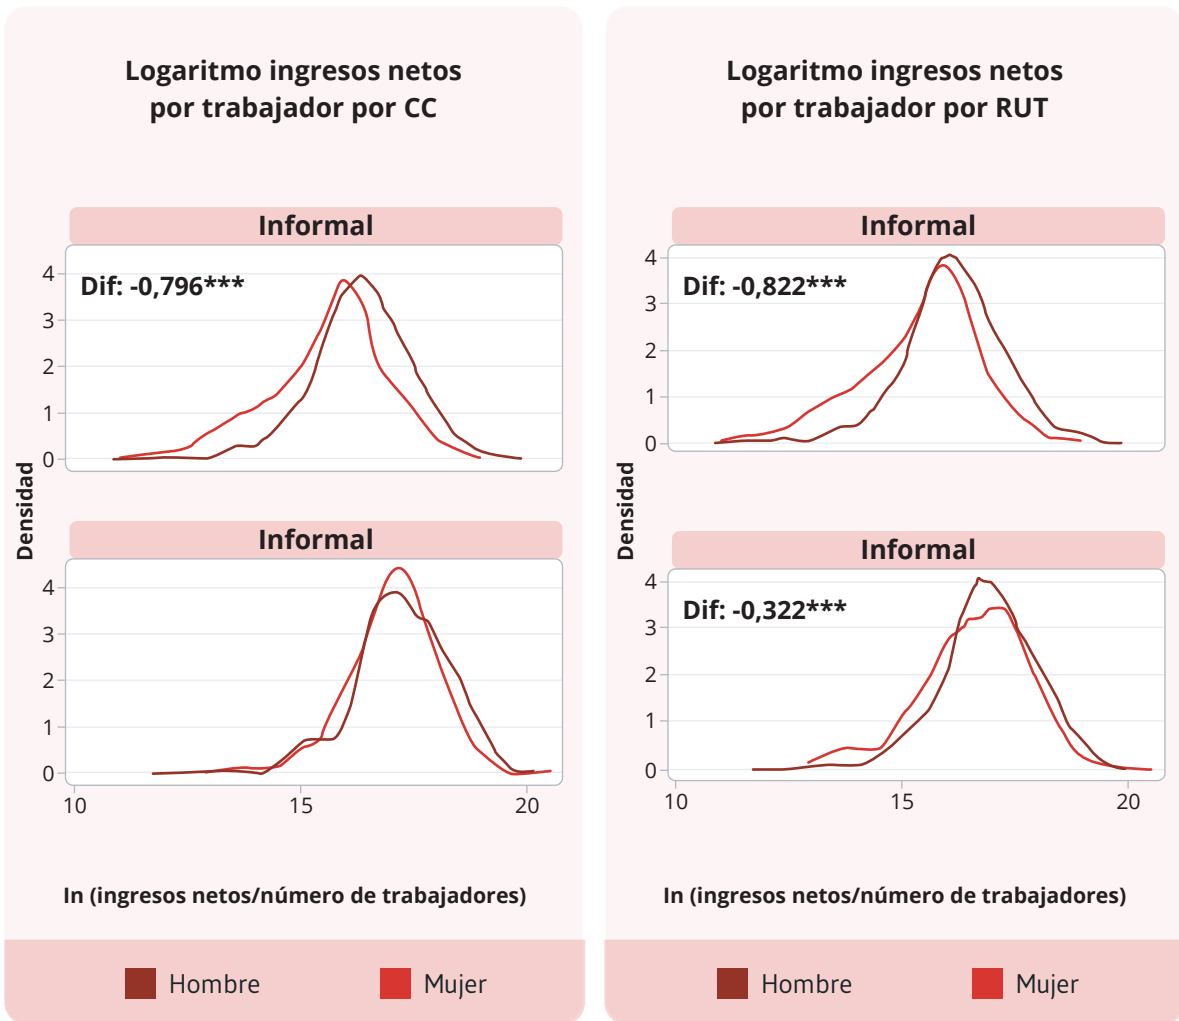 Logaritmo ingresos netos
por trabajador por CC
Informal
Dif: -0,796***
4
3
2
1
0
Densidad
Informal
4
3
2
1
0
10 15 20
In (ingresos netos/número de trabajadores)
Hombre Mujer
Logaritmo ingresos netos
por trabajador por RUT
Informal
Dif: -0,822***
4
3
2
1
0
Densidad
Informal
Dif: -0,322***
4
3
2
1
0
10 15 20
In (ingresos netos/número de trabajadores)
Hombre Mujer